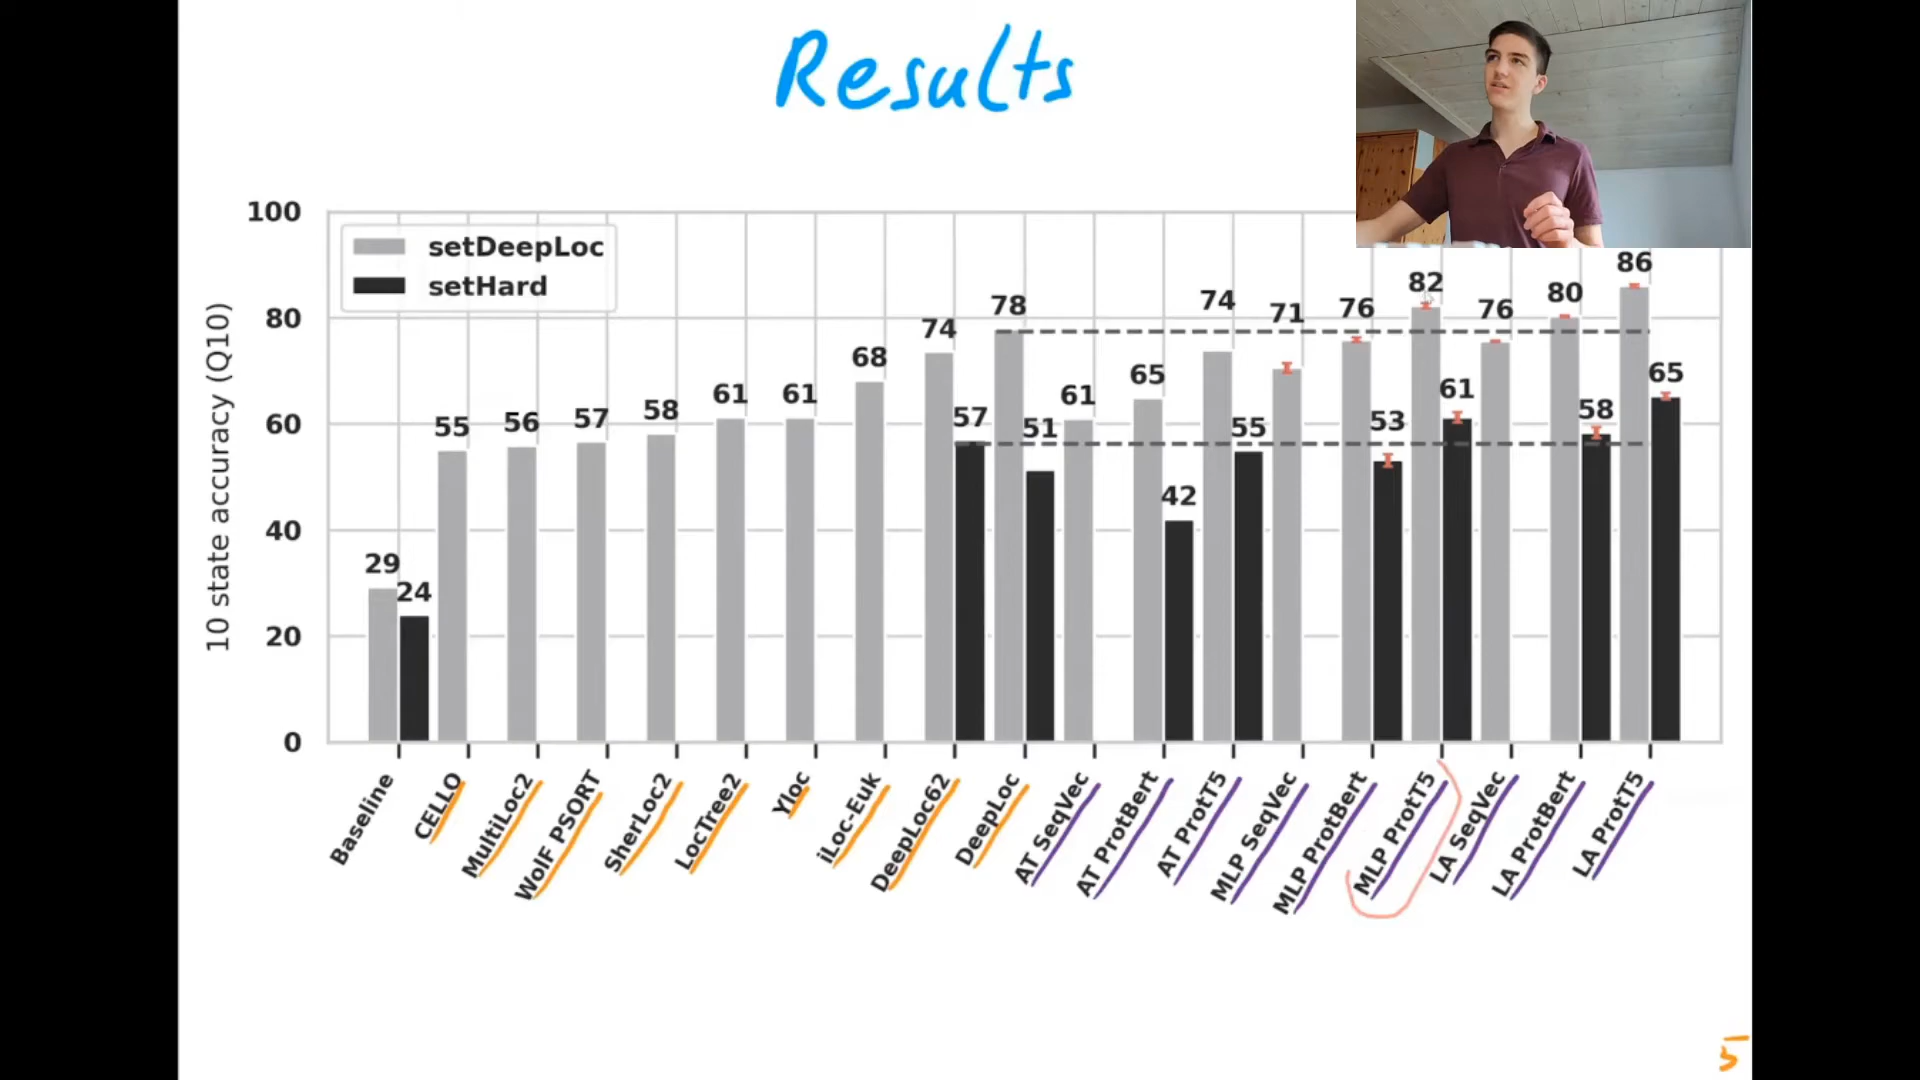 Results
100
80
60
40
20
0
10 state accuracy (Q10)
setDeepLoc
setHard
29
24
55
56
57
58
61
61
68
74
57
78
51
61
65
42
74
55
71
76
53
82
61
76
80
58
86
65
Baseline
CELLO
MultiLoc2
WolF PSORT
SherLoc2
LocTree2
Yloc
iLoc-Euk
DeepLoc62
DeepLoc
AT SeqVec
AT ProtBert
AT ProtT5
MLP SeqVec
MLP ProtBert
MLP ProtT5
LA SeqVec
LA ProtBert
LA ProtT5
5